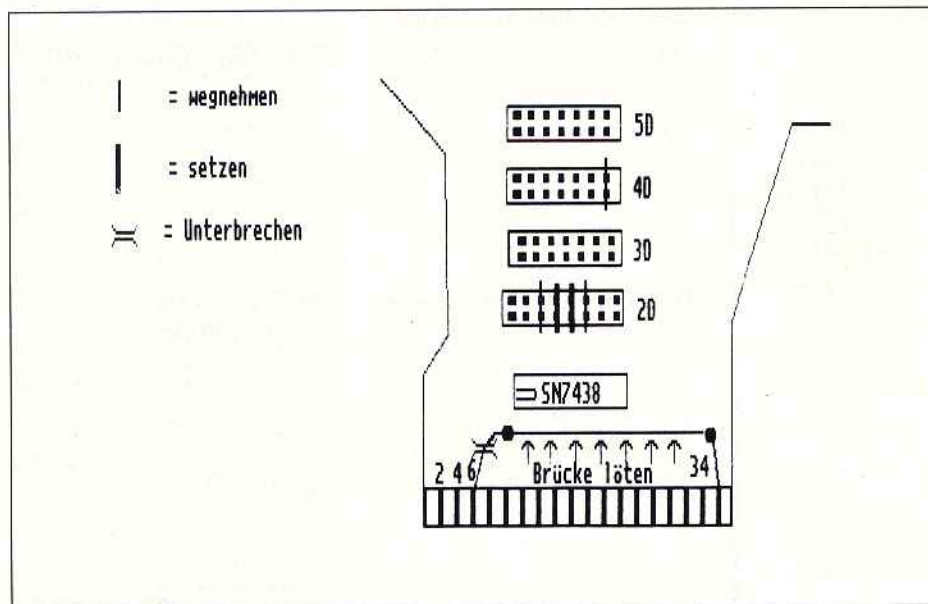 = wegnehmen
= setzen
= Unterbrechen
5D
4D
3D
2D
SN7438
2 4 6
Brücke löten
34